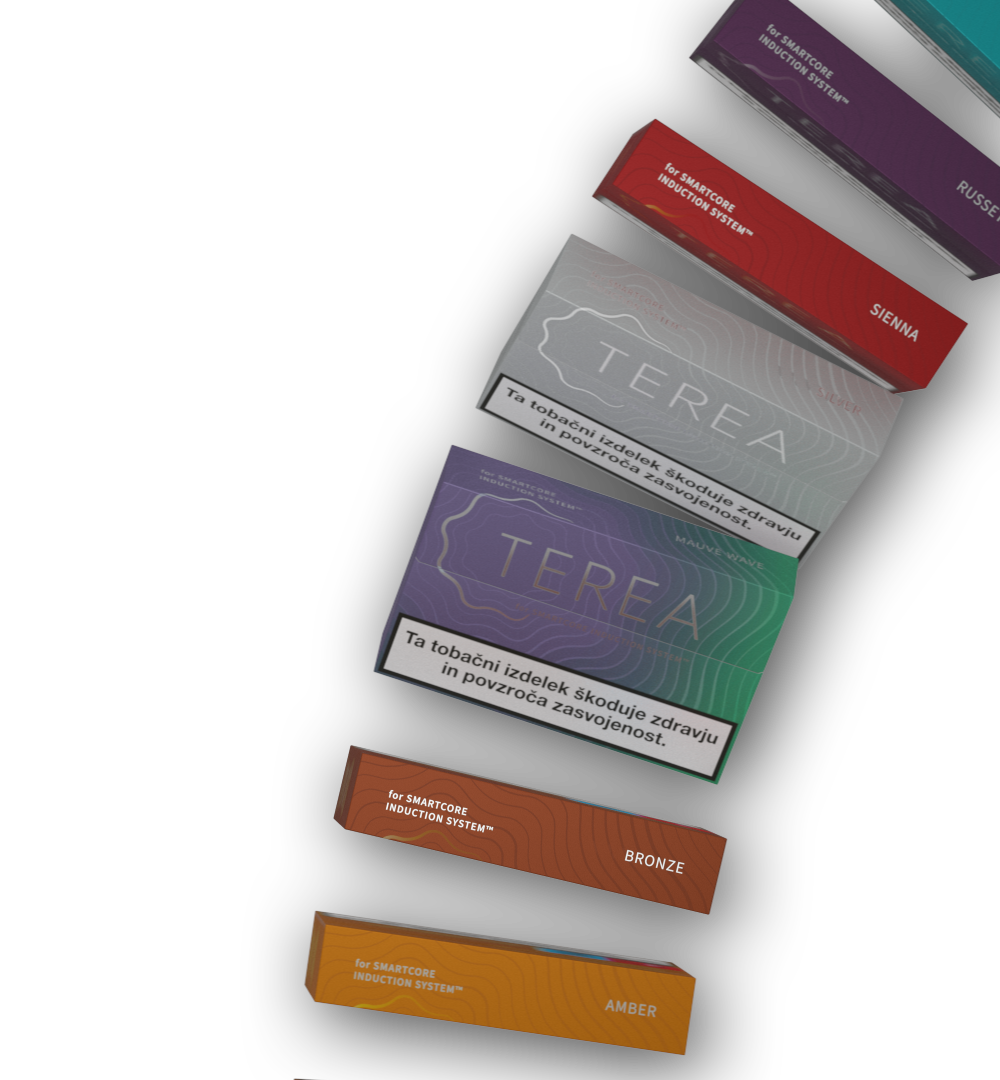 for SMARTCORE
INDUCTION SYSTEM™
for SMARTCORE
INDUCTION SYSTEM™
SIENNA
TEREA
Ta tobačni izdelek škoduje zdravju
in povzroča zasvojenost.
for SMARTCORE
INDUCTION SYSTEM™
MAUVE WAVE
TEREA
Ta tobačni izdelek škoduje zdravju
in povzroča zasvojenost.
for SMARTCORE
INDUCTION SYSTEM™
BRONZE
for SMARTCORE
INDUCTION SYSTEM™
AMBER